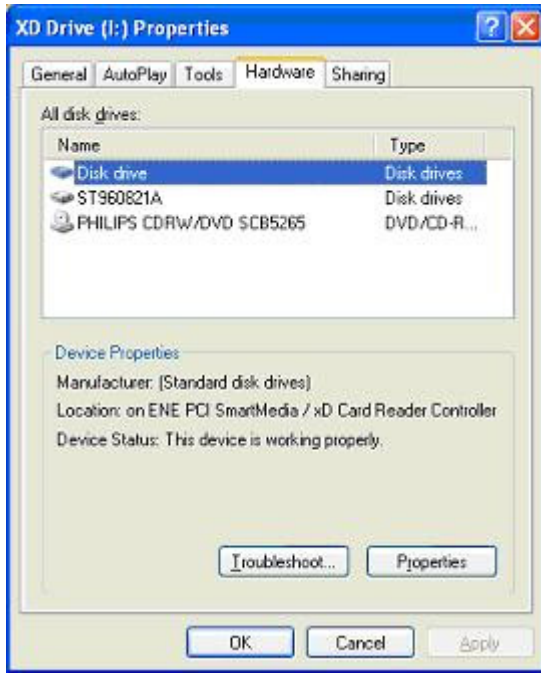 XD Drive (I:) Properties
General AutoPlay Tools Hardware Sharing
All disk drives:
Name Type
Disk drive Disk drives
ST960821A Disk drives
PHILIPS CDRW/DVD SCB5265 DVD/CD-R...
Device Properties
Manufacturer: (Standard disk drives)
Location: on ENE PCI SmartMedia / xD Card Reader Controller
Device Status: This device is working properly.
Troubleshoot... Properties
OK Cancel Apply